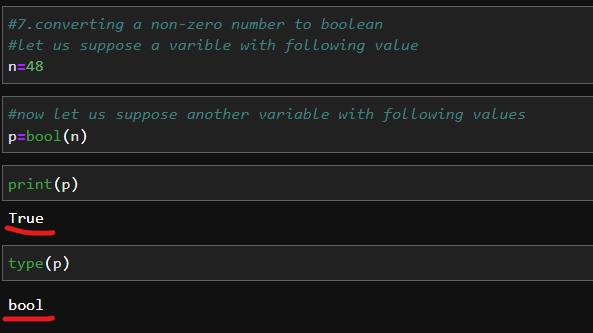 #7.converting a non-zero number to boolean
#let us suppose a varible with following value
n=48
#now let us suppose another variable with following values
p=bool(n)
print(p)
True
type(p)
bool